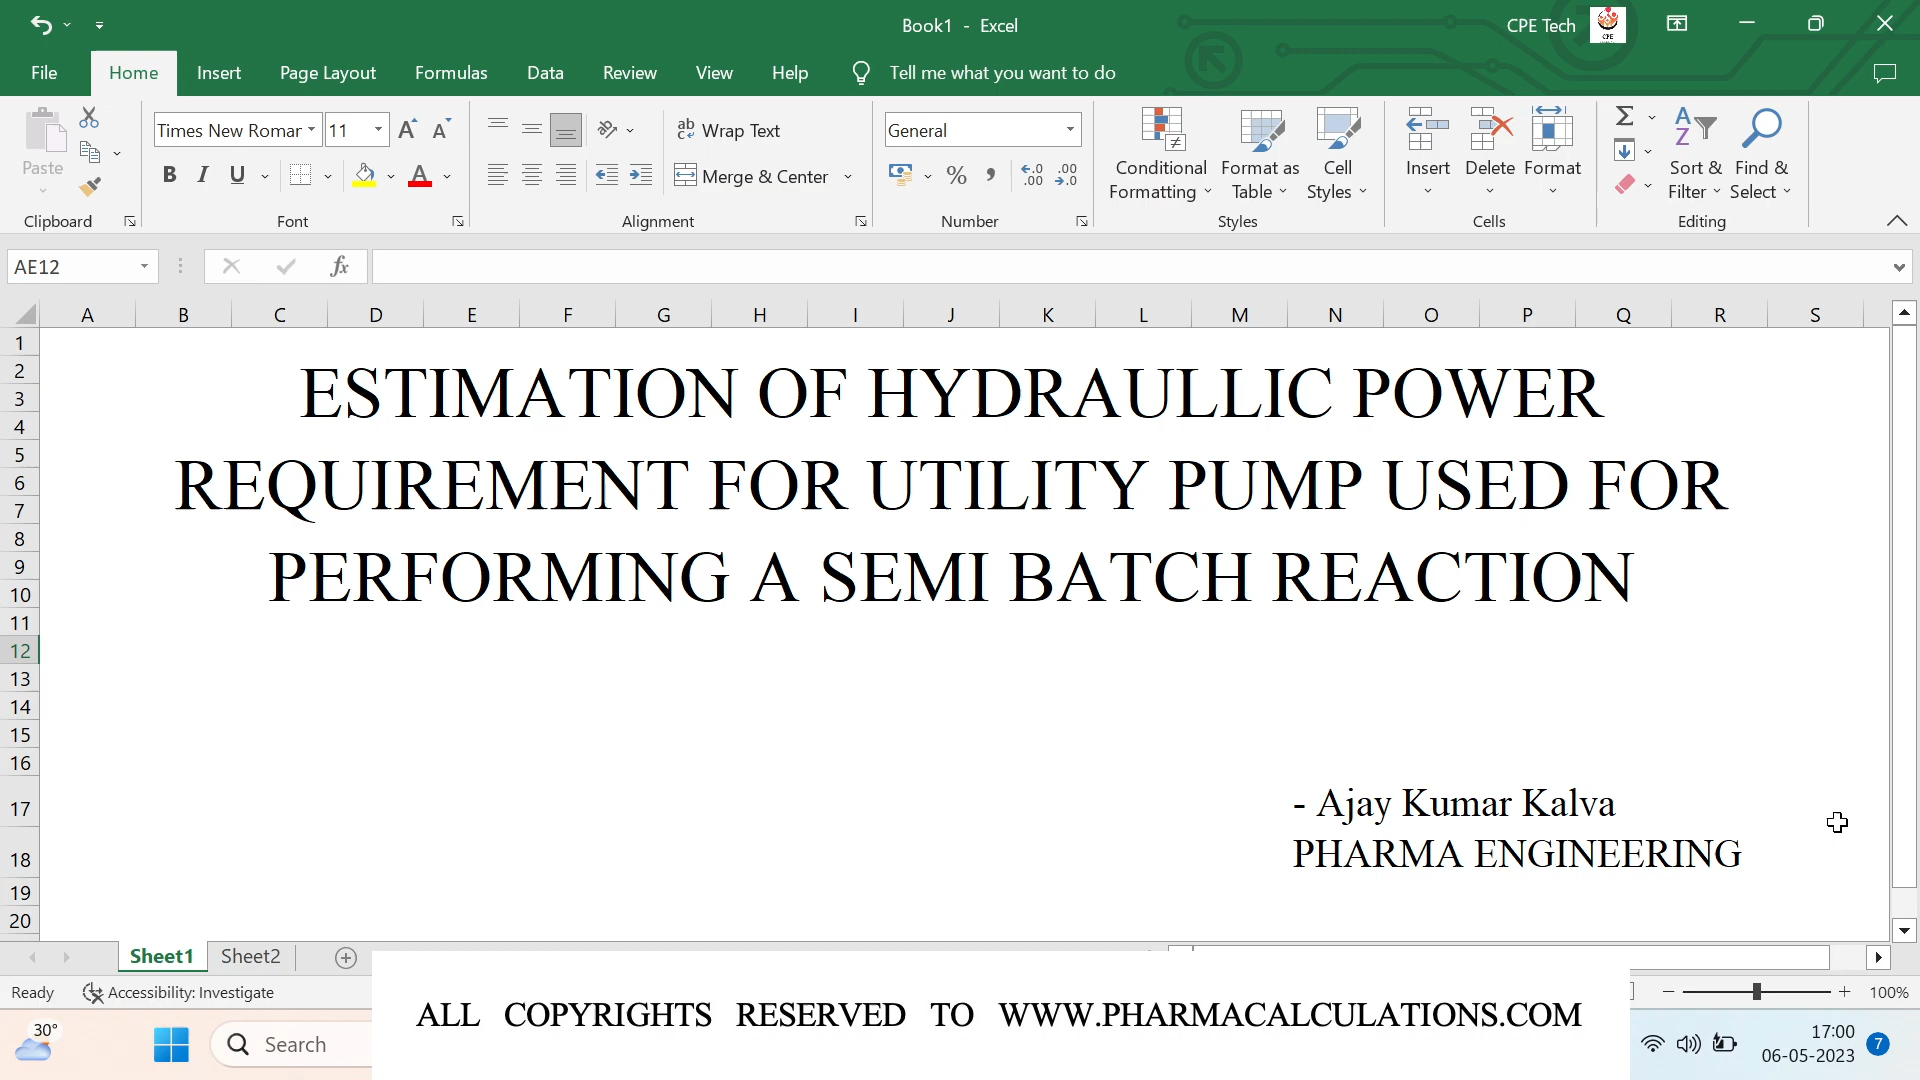 Book1 - Excel
CPE Tech
CPE
File Home Insert Page Layout Formulas Data Review View Help Tell me what you want to do
Paste
Clipboard
Times New Romar 11
A A
B I U A
Font
ab Wrap Text
Merge & Center
Alignment
General
% , .00 .00
Number
Conditional Formatting
Format as Table
Cell Styles
Styles
Insert Delete Format
Cells
Sort & Filter
Find & Select
Editing
AE12
fx
A B C D E F G H I J K L M N O P Q R S
1
2
3
4
5
6
7
8
9
10
11
12
13
14
15
16
17
18
19
20
ESTIMATION OF HYDRAULLIC POWER
REQUIREMENT FOR UTILITY PUMP USED FOR
PERFORMING A SEMI BATCH REACTION
- Ajay Kumar Kalva
PHARMA ENGINEERING
Sheet1 Sheet2
Ready Accessibility: Investigate
100%
ALL COPYRIGHTS RESERVED TO WWW.PHARMACALCULATIONS.COM
30°
Search
17:00
06-05-2023
7